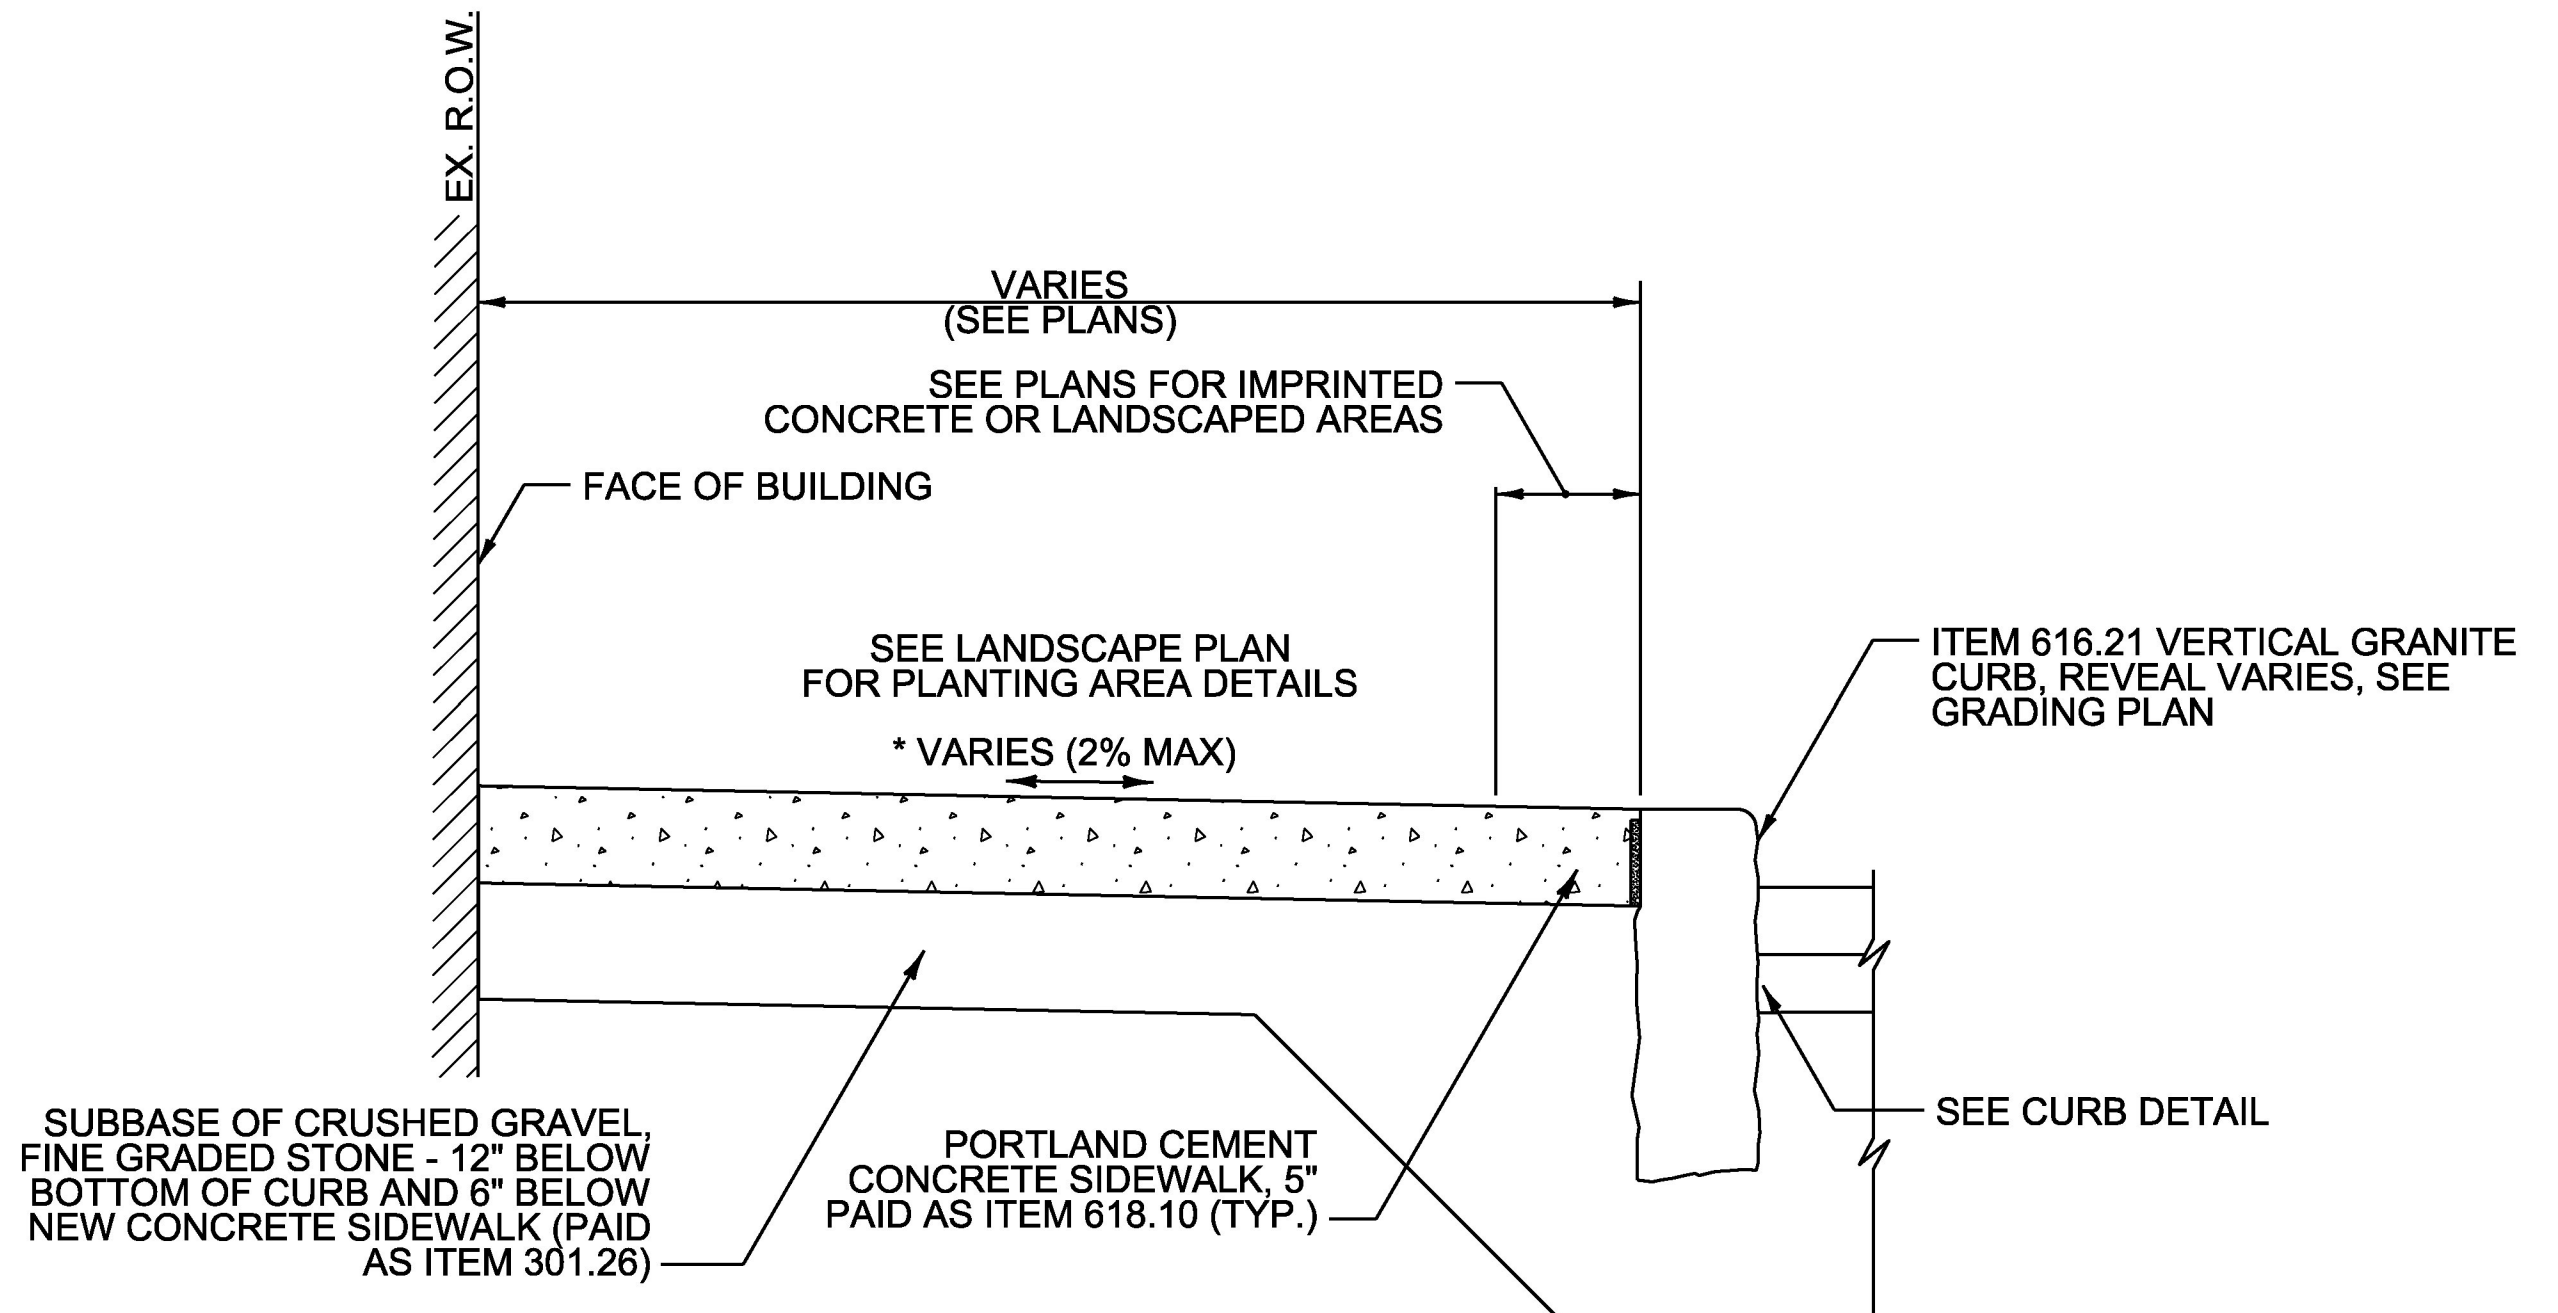 EX. R.O.W.
VARIES
(SEE PLANS)
SEE PLANS FOR IMPRINTED
CONCRETE OR LANDSCAPED AREAS
FACE OF BUILDING
SEE LANDSCAPE PLAN
FOR PLANTING AREA DETAILS
* VARIES (2% MAX)
ITEM 616.21 VERTICAL GRANITE
CURB, REVEAL VARIES, SEE
GRADING PLAN
SUBBASE OF CRUSHED GRAVEL,
FINE GRADED STONE - 12" BELOW
BOTTOM OF CURB AND 6" BELOW
NEW CONCRETE SIDEWALK (PAID
AS ITEM 301.26)
PORTLAND CEMENT
CONCRETE SIDEWALK, 5"
PAID AS ITEM 618.10 (TYP.)
SEE CURB DETAIL